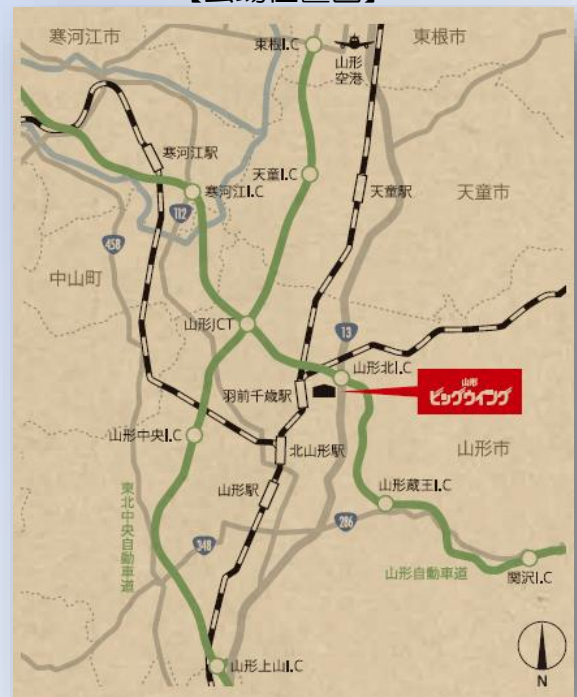 【会場位置図】
寒河江市
東根I.C
山形
空港
東根市
寒河江駅
天童I.C
天童駅
天童市
寒河江I.C
112
458
中山町
山形JCT
13
山形北I.C
羽前千歳駅
山形
ビッグウイング
山形中央I.C
北山形駅
山形市
山形駅
山形蔵王I.C
東北中央自動車道
286
348
山形自動車道
関沢I.C
山形上山I.C
N